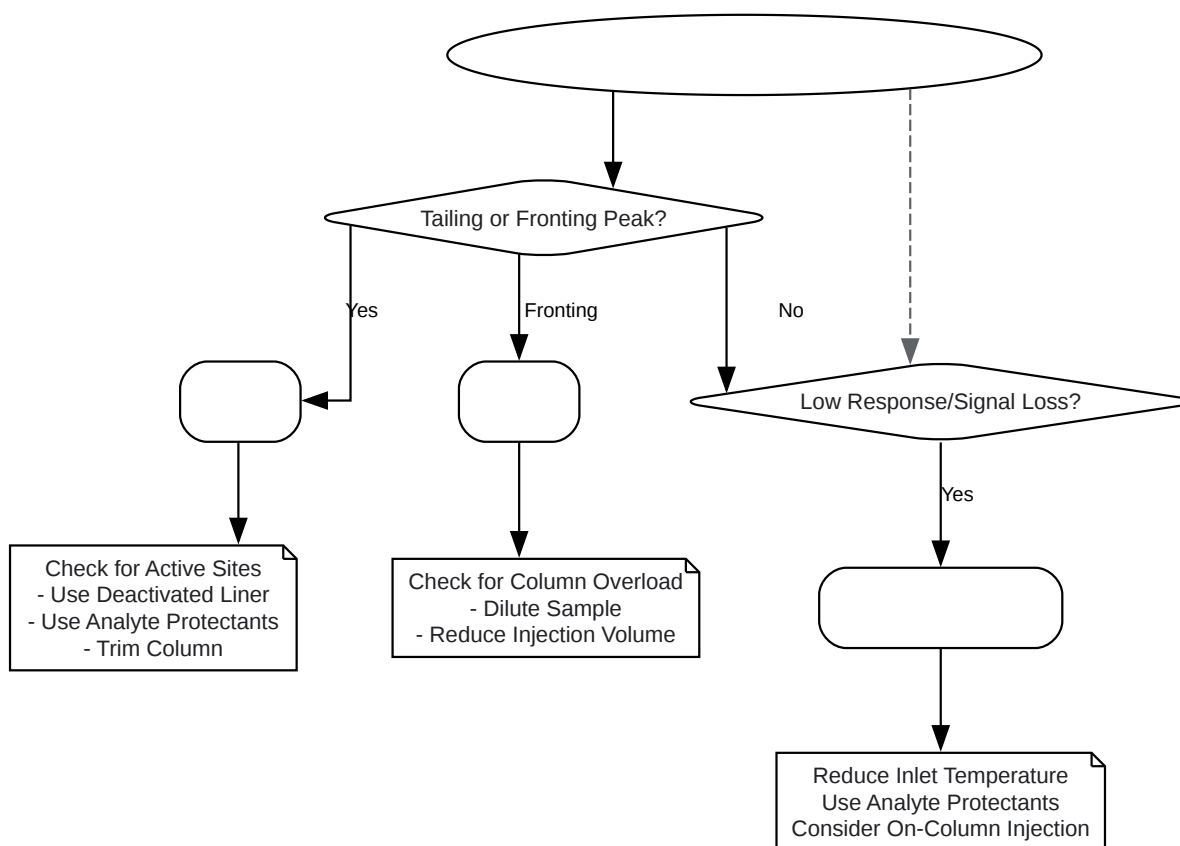 Tailing or Fronting Peak?
Yes
Fronting
No
Low Response/Signal Loss?
Yes
Check for Active Sites
- Use Deactivated Liner
- Use Analyte Protectants
- Trim Column
Check for Column Overload
- Dilute Sample
- Reduce Injection Volume
Reduce Inlet Temperature
Use Analyte Protectants
Consider On-Column Injection